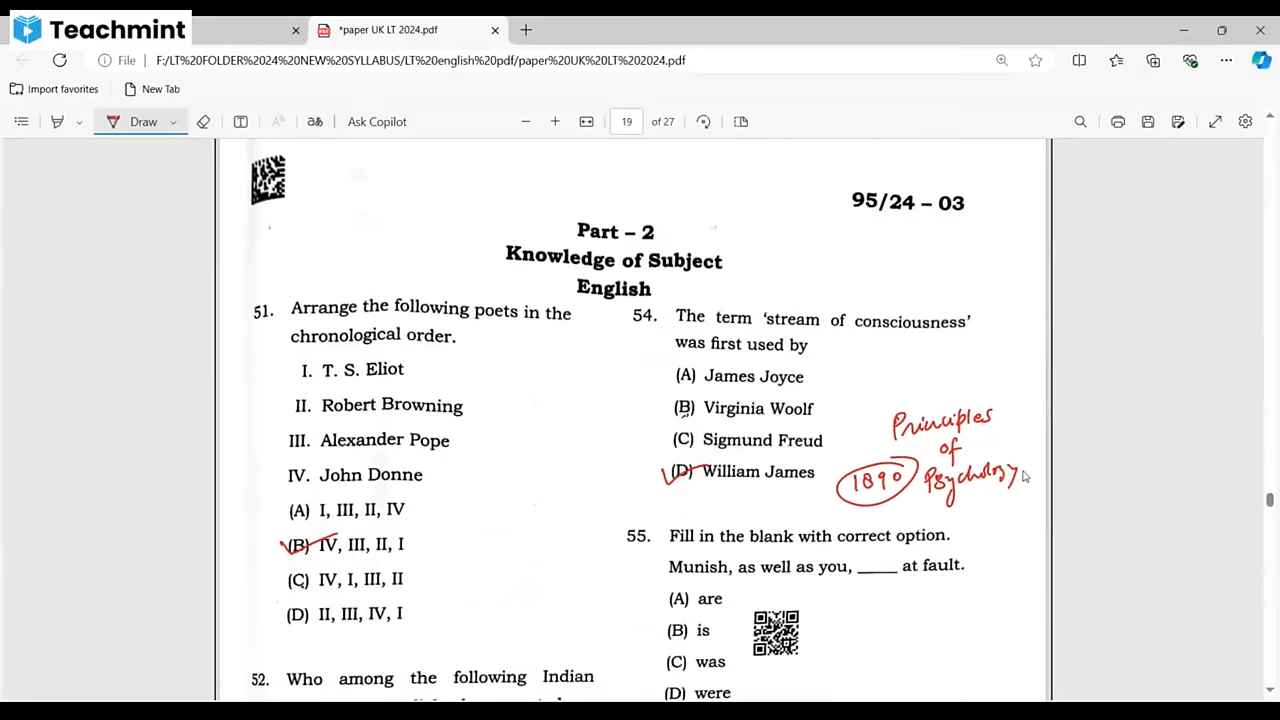 Teachmint
*paper UK LT 2024.pdf
File F:/LT%20FOLDER%2024%20NEW%20SYLLABUS/LT%20english%20pdf/paper%20UK%20LT%202024.pdf
Import favorites New Tab
Draw aあ Ask Copilot 19 of 27
95/24 – 03
Part – 2
Knowledge of Subject
English
51. Arrange the following poets in the
chronological order.
I. T. S. Eliot
II. Robert Browning
III. Alexander Pope
IV. John Donne
(A) I, III, II, IV
(B) IV, III, II, I
(C) IV, I, III, II
(D) II, III, IV, I
52. Who among the following Indian
54. The term ‘stream of consciousness’
was first used by
(A) James Joyce
(B) Virginia Woolf
(C) Sigmund Freud
(D) William James
Principles
of
Psychology
1890
55. Fill in the blank with correct option.
Munish, as well as you, _____ at fault.
(A) are
(B) is
(C) was
(D) were